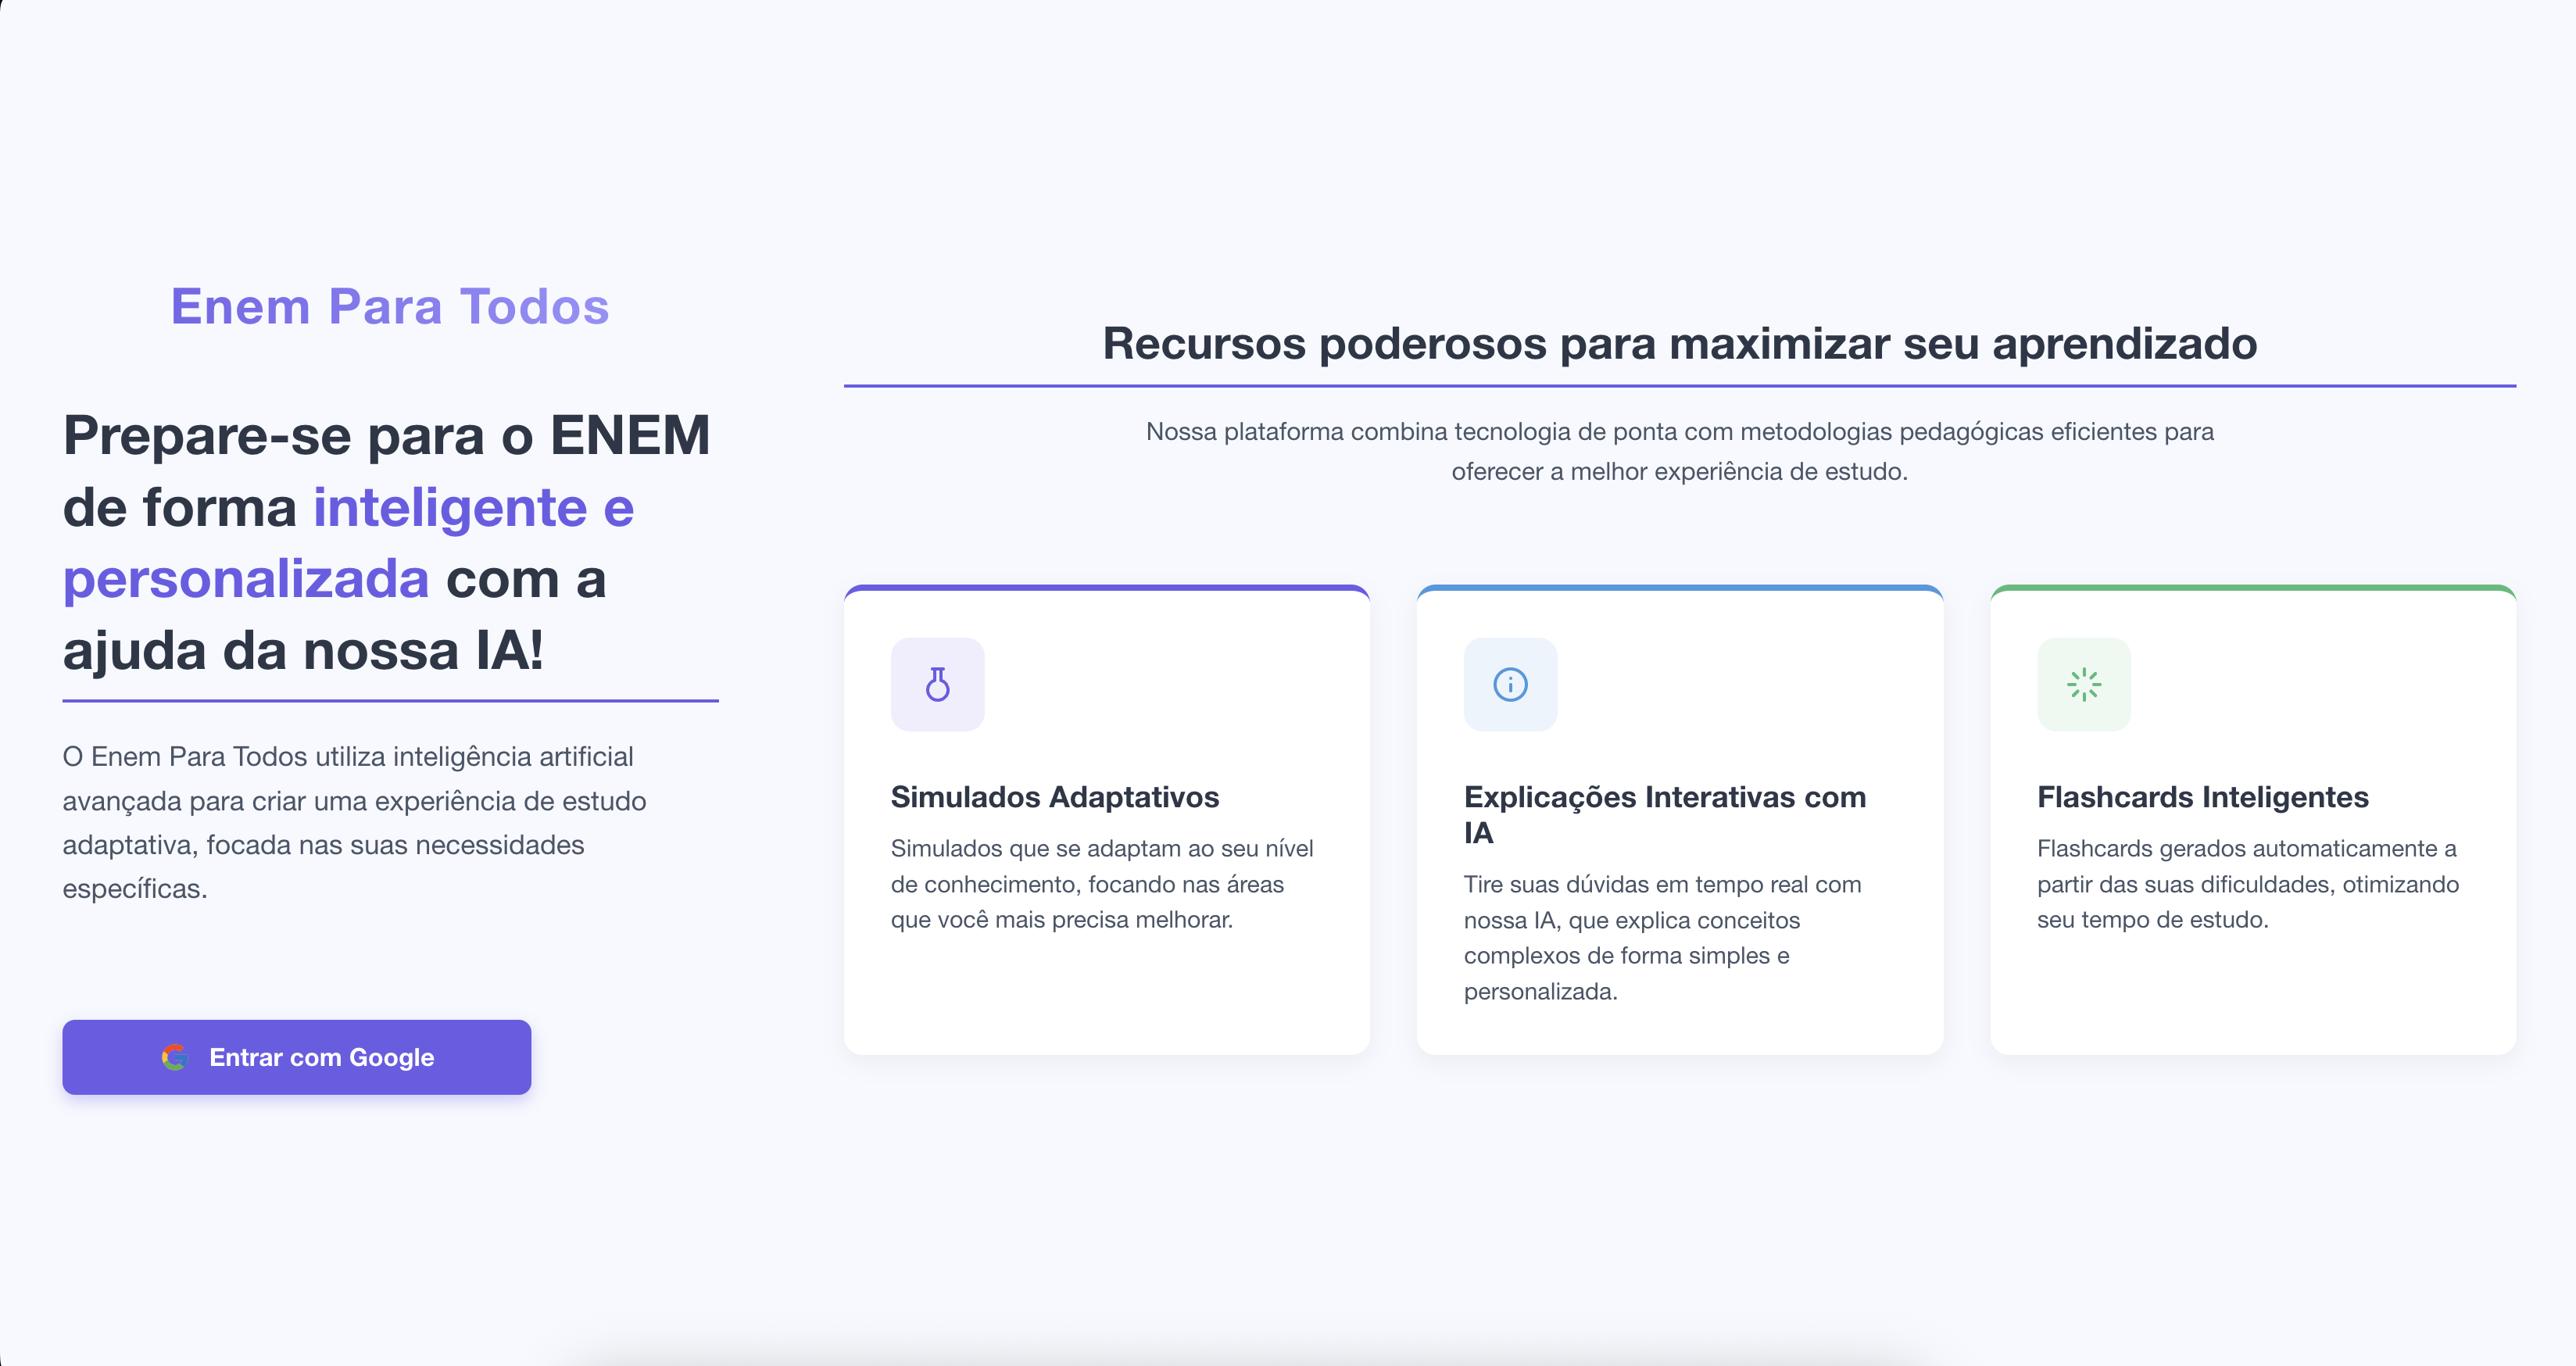 Enem Para Todos
Prepare-se para o ENEM
de forma inteligente e
personalizada com a
ajuda da nossa IA!
O Enem Para Todos utiliza inteligência artificial
avançada para criar uma experiência de estudo
adaptativa, focada nas suas necessidades
específicas.
Entrar com Google
Recursos poderosos para maximizar seu aprendizado
Nossa plataforma combina tecnologia de ponta com metodologias pedagógicas eficientes para
oferecer a melhor experiência de estudo.
Simulados Adaptativos
Simulados que se adaptam ao seu nível
de conhecimento, focando nas áreas
que você mais precisa melhorar.
Explicações Interativas com
IA
Tire suas dúvidas em tempo real com
nossa IA, que explica conceitos
complexos de forma simples e
personalizada.
Flashcards Inteligentes
Flashcards gerados automaticamente a
partir das suas dificuldades, otimizando
seu tempo de estudo.